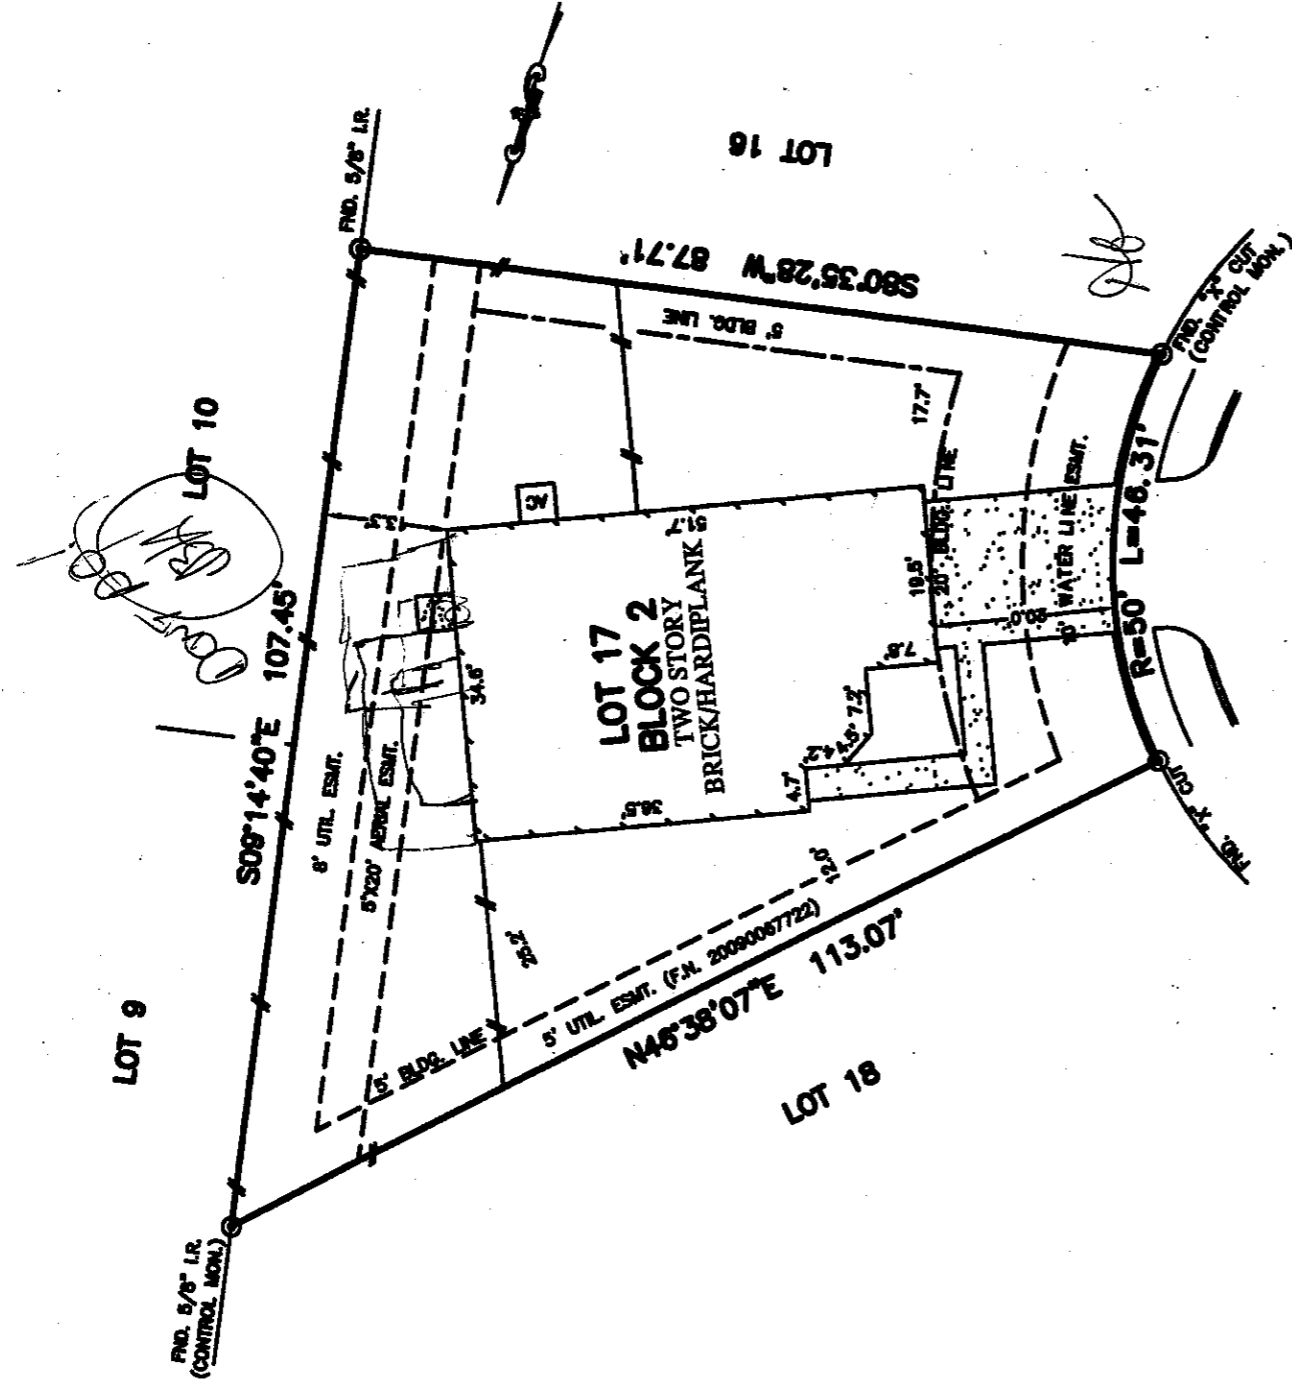 FND. 5/8" I.R.
LOT 16
S80°35'28"W 87.71'
FND. "X" CUT
(CONTROL MON.)
5' BLDG. LINE
17.7'
LOT 10
S09°14'40"E 107.45'
13.3'
AC
51.7'
LOT 17
BLOCK 2
TWO STORY
BRICK/HARDIPLANK
34.6'
36.5'
19.5'
20' BLDG. LINE
20.0'
10' WATER LINE ESMT.
R=50' L=46.31'
7.8'
7.2'
4.5'
4.2'
4.7'
8' UTIL. ESMT.
5'X20' AERIAL ESMT.
25.2'
12.0'
5' BLDG. LINE
5' UTIL. ESMT. (F.N. 20090067722)
N46°38'07"E 113.07'
FND. "X" CUT
LOT 9
LOT 18
FND. 5/8" I.R.
(CONTROL MON.)